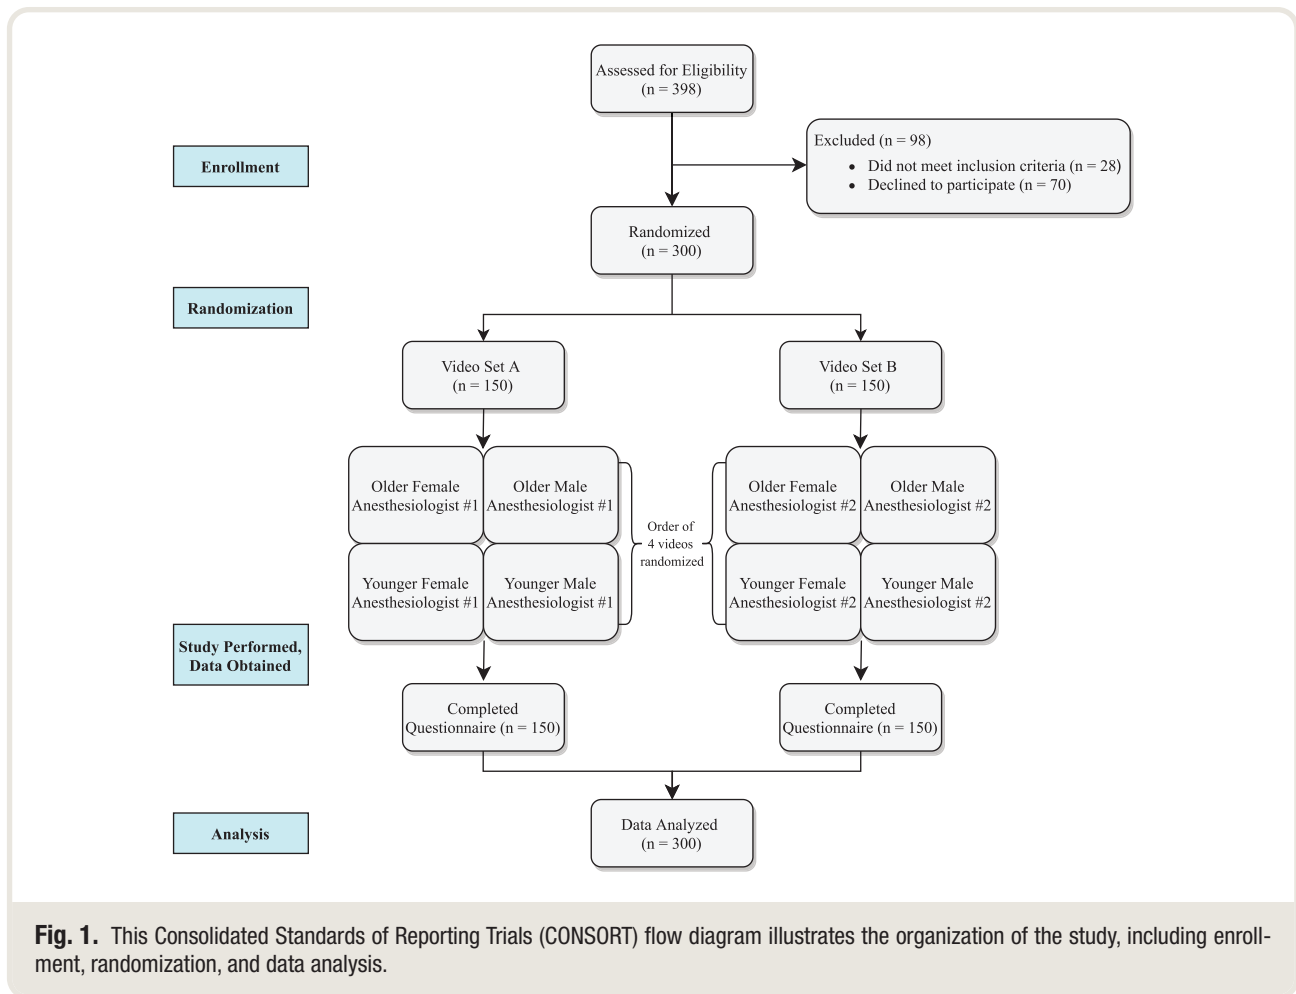 Assessed for Eligibility
(n = 398)
Enrollment
Excluded (n = 98)
• Did not meet inclusion criteria (n = 28)
• Declined to participate (n = 70)
Randomized
(n = 300)
Randomization
Video Set A
(n = 150)
Video Set B
(n = 150)
Older Female
Anesthesiologist #1
Older Male
Anesthesiologist #1
Younger Female
Anesthesiologist #1
Younger Male
Anesthesiologist #1
Order of
4 videos
randomized
Older Female
Anesthesiologist #2
Older Male
Anesthesiologist #2
Younger Female
Anesthesiologist #2
Younger Male
Anesthesiologist #2
Study Performed,
Data Obtained
Completed
Questionnaire (n = 150)
Completed
Questionnaire (n = 150)
Analysis
Data Analyzed
(n = 300)
Fig. 1. This Consolidated Standards of Reporting Trials (CONSORT) flow diagram illustrates the organization of the study, including enroll-
ment, randomization, and data analysis.